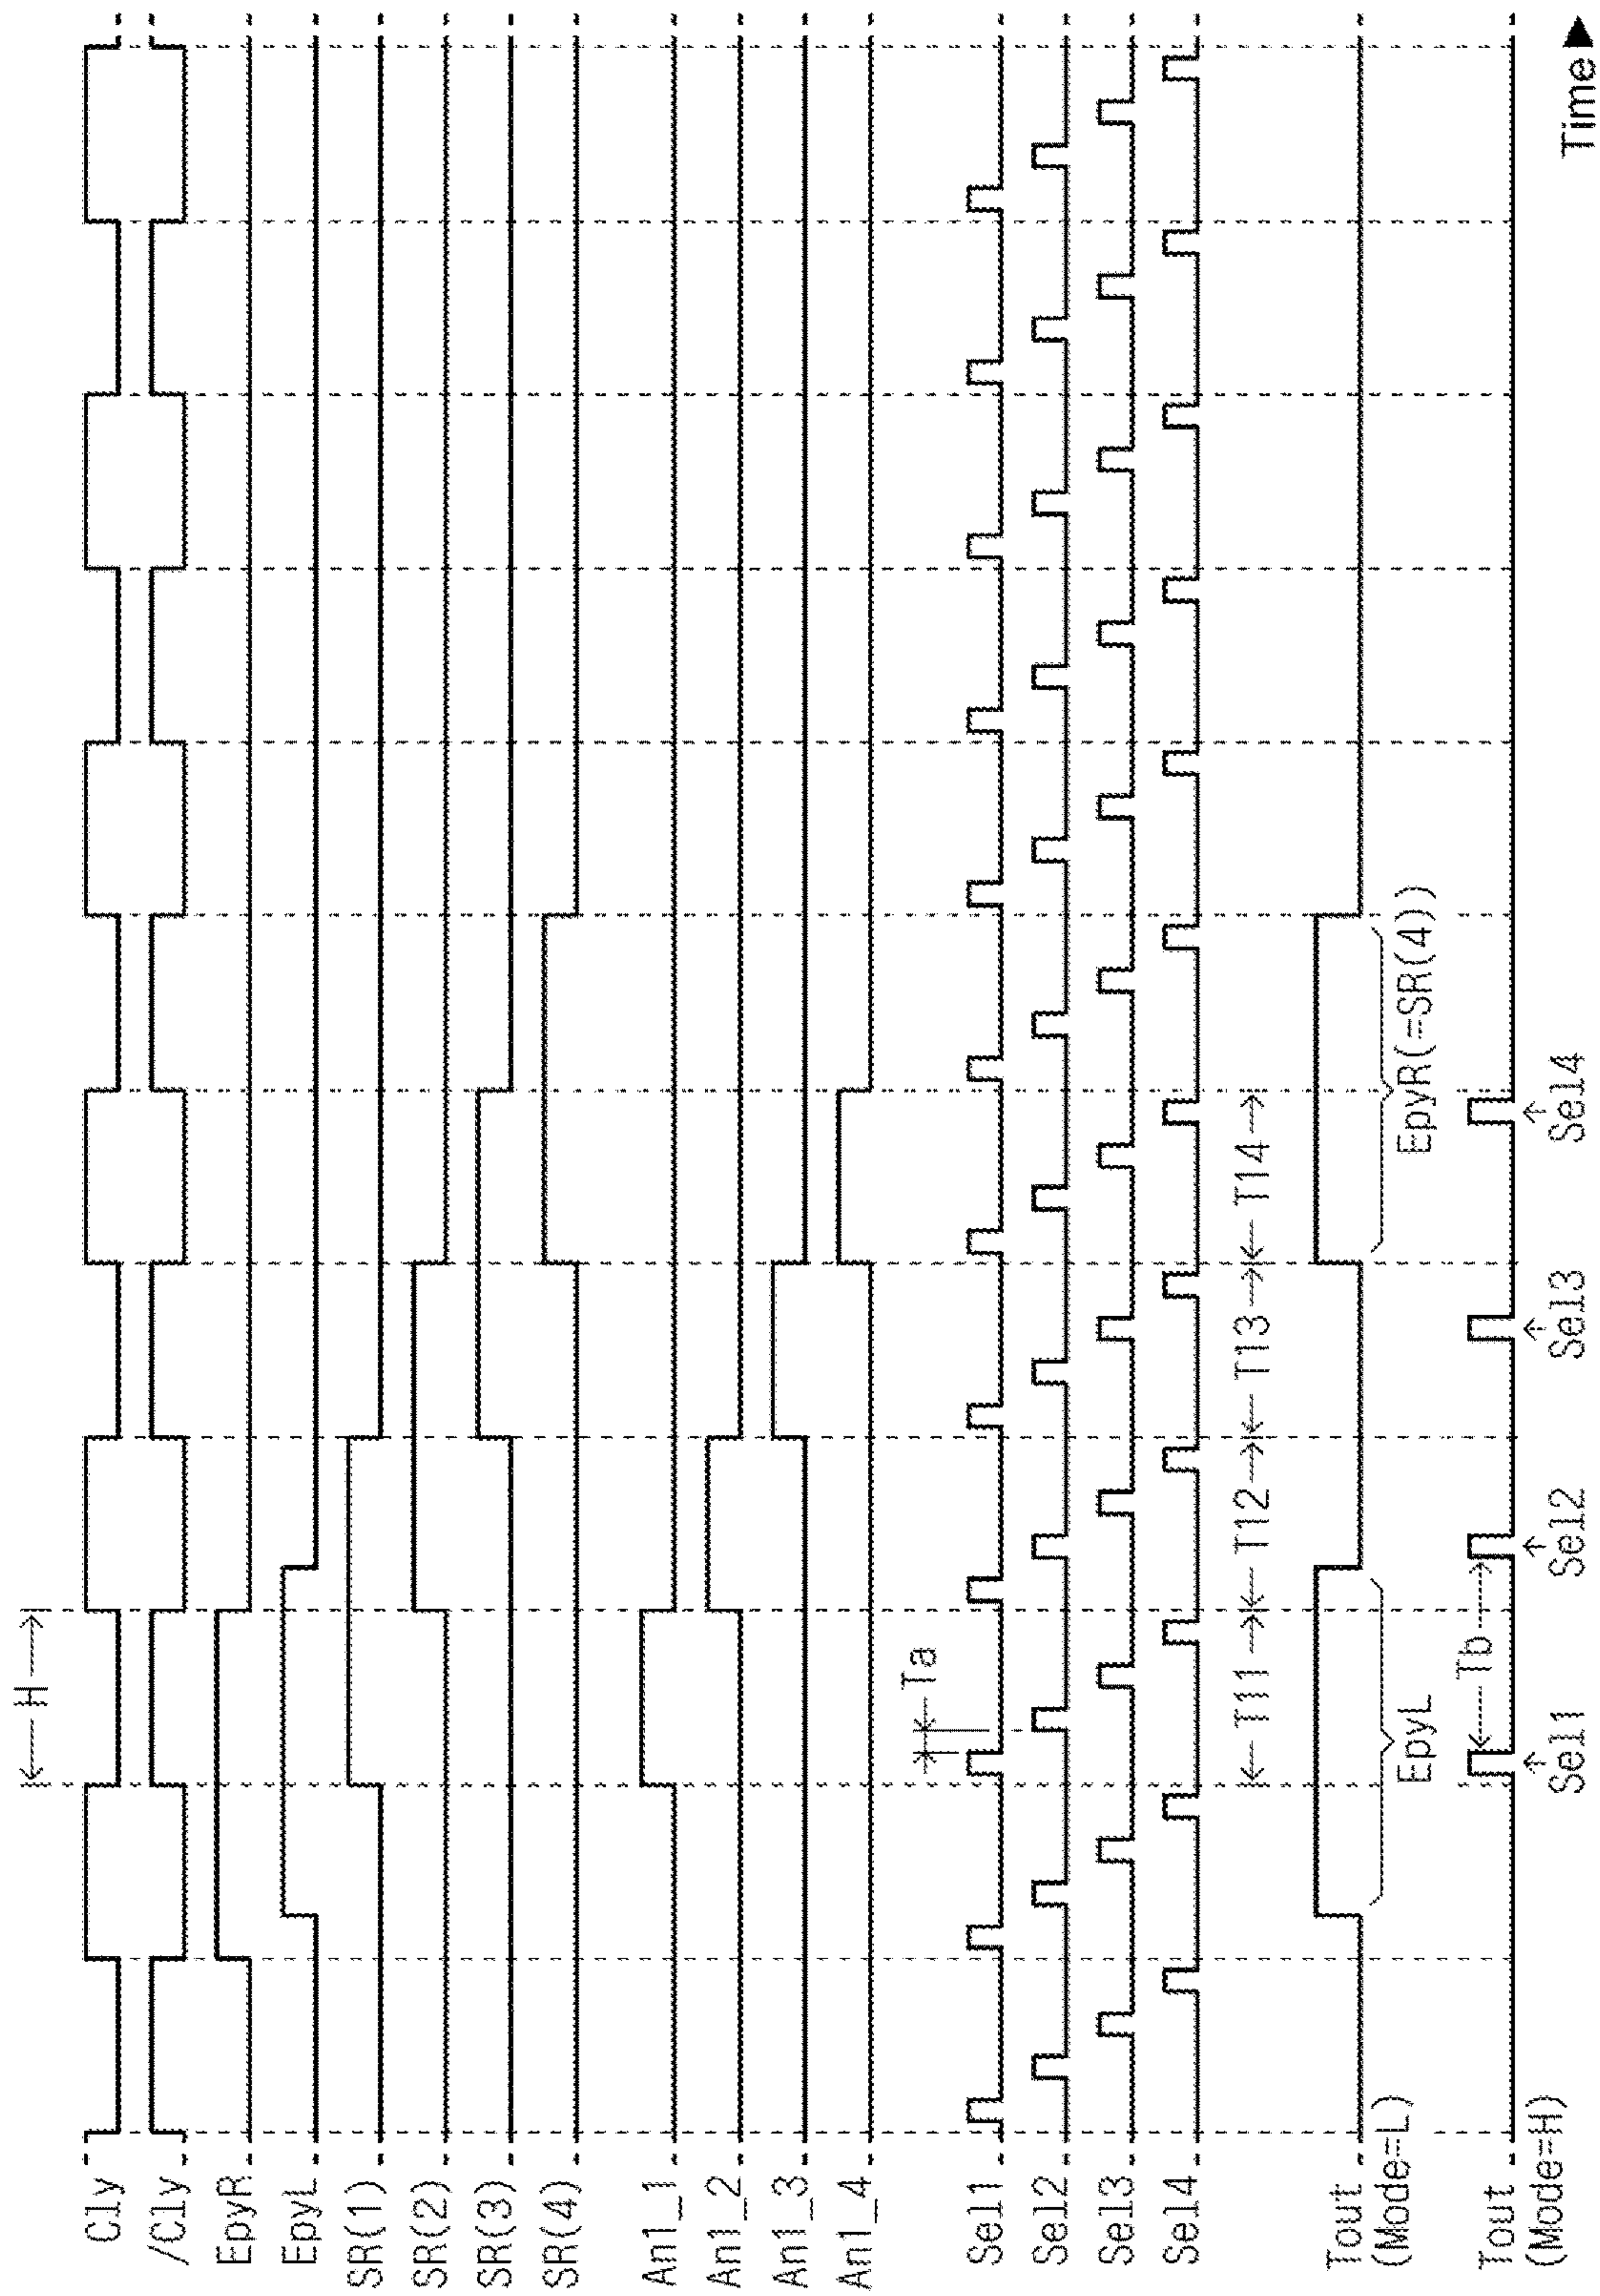 H
Cly
/Cly
EpyR
EpyL
SR(1)
SR(2)
SR(3)
SR(4)
An1_1
An1_2
An1_3
An1_4
Ta
Sel1
Sel2
Sel3
Sel4
T11 T12 T13 T14
Tout
(Mode=L)
EpyL EpyR(=SR(4))
Tb
Tout
(Mode=H)
Sel1 Sel2 Sel3 Sel4
Time